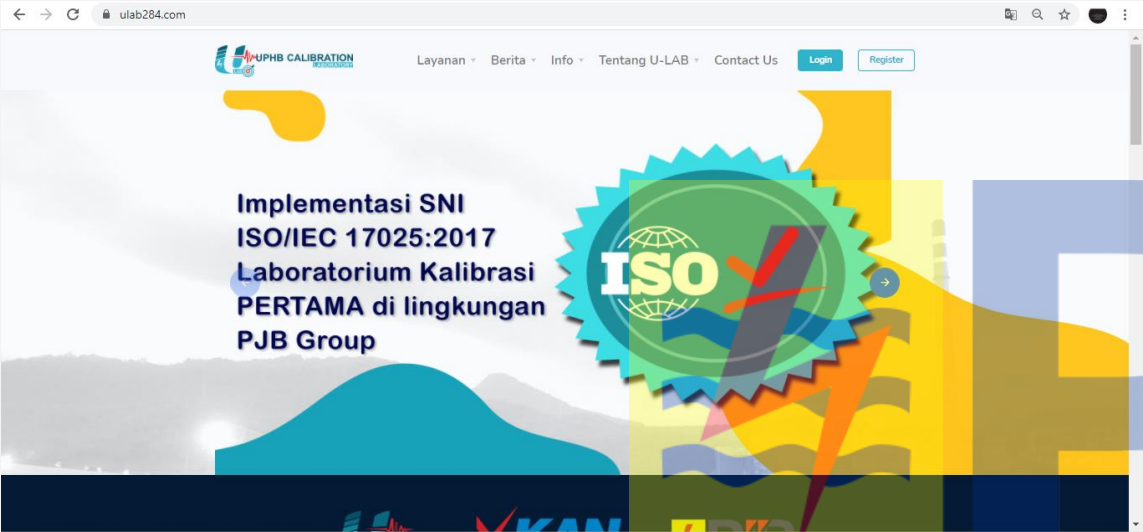 ulab284.com
UPHB CALIBRATION
LABORATORY
Layanan Berita Info Tentang U-LAB Contact Us Login Register
Implementasi SNI
ISO/IEC 17025:2017
Laboratorium Kalibrasi
PERTAMA di lingkungan
PJB Group
ISO
KAN